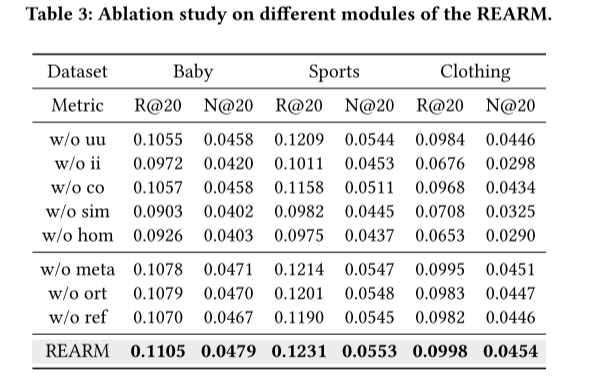 Table 3: Ablation study on different modules of the REARM.
Dataset Baby Sports Clothing
Metric R@20 N@20 R@20 N@20 R@20 N@20
w/o uu 0.1055 0.0458 0.1209 0.0544 0.0984 0.0446
w/o ii 0.0972 0.0420 0.1011 0.0453 0.0676 0.0298
w/o co 0.1057 0.0458 0.1158 0.0511 0.0968 0.0434
w/o sim 0.0903 0.0402 0.0982 0.0445 0.0708 0.0325
w/o hom 0.0926 0.0403 0.0975 0.0437 0.0653 0.0290
w/o meta 0.1078 0.0471 0.1214 0.0547 0.0995 0.0451
w/o ort 0.1079 0.0470 0.1201 0.0548 0.0983 0.0447
w/o ref 0.1070 0.0467 0.1190 0.0545 0.0982 0.0446
REARM 0.1105 0.0479 0.1231 0.0553 0.0998 0.0454